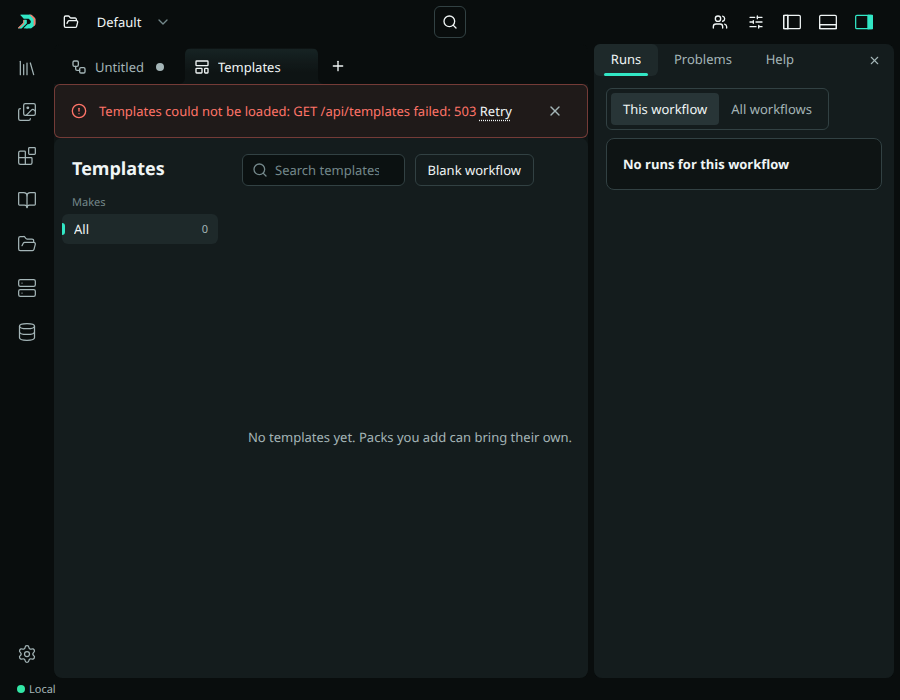 Default
Untitled
Templates
Runs
Problems
Help
Templates could not be loaded: GET /api/templates failed: 503 Retry
This workflow
All workflows
Templates
Search templates
Blank workflow
No runs for this workflow
Makes
All
0
No templates yet. Packs you add can bring their own.
Local